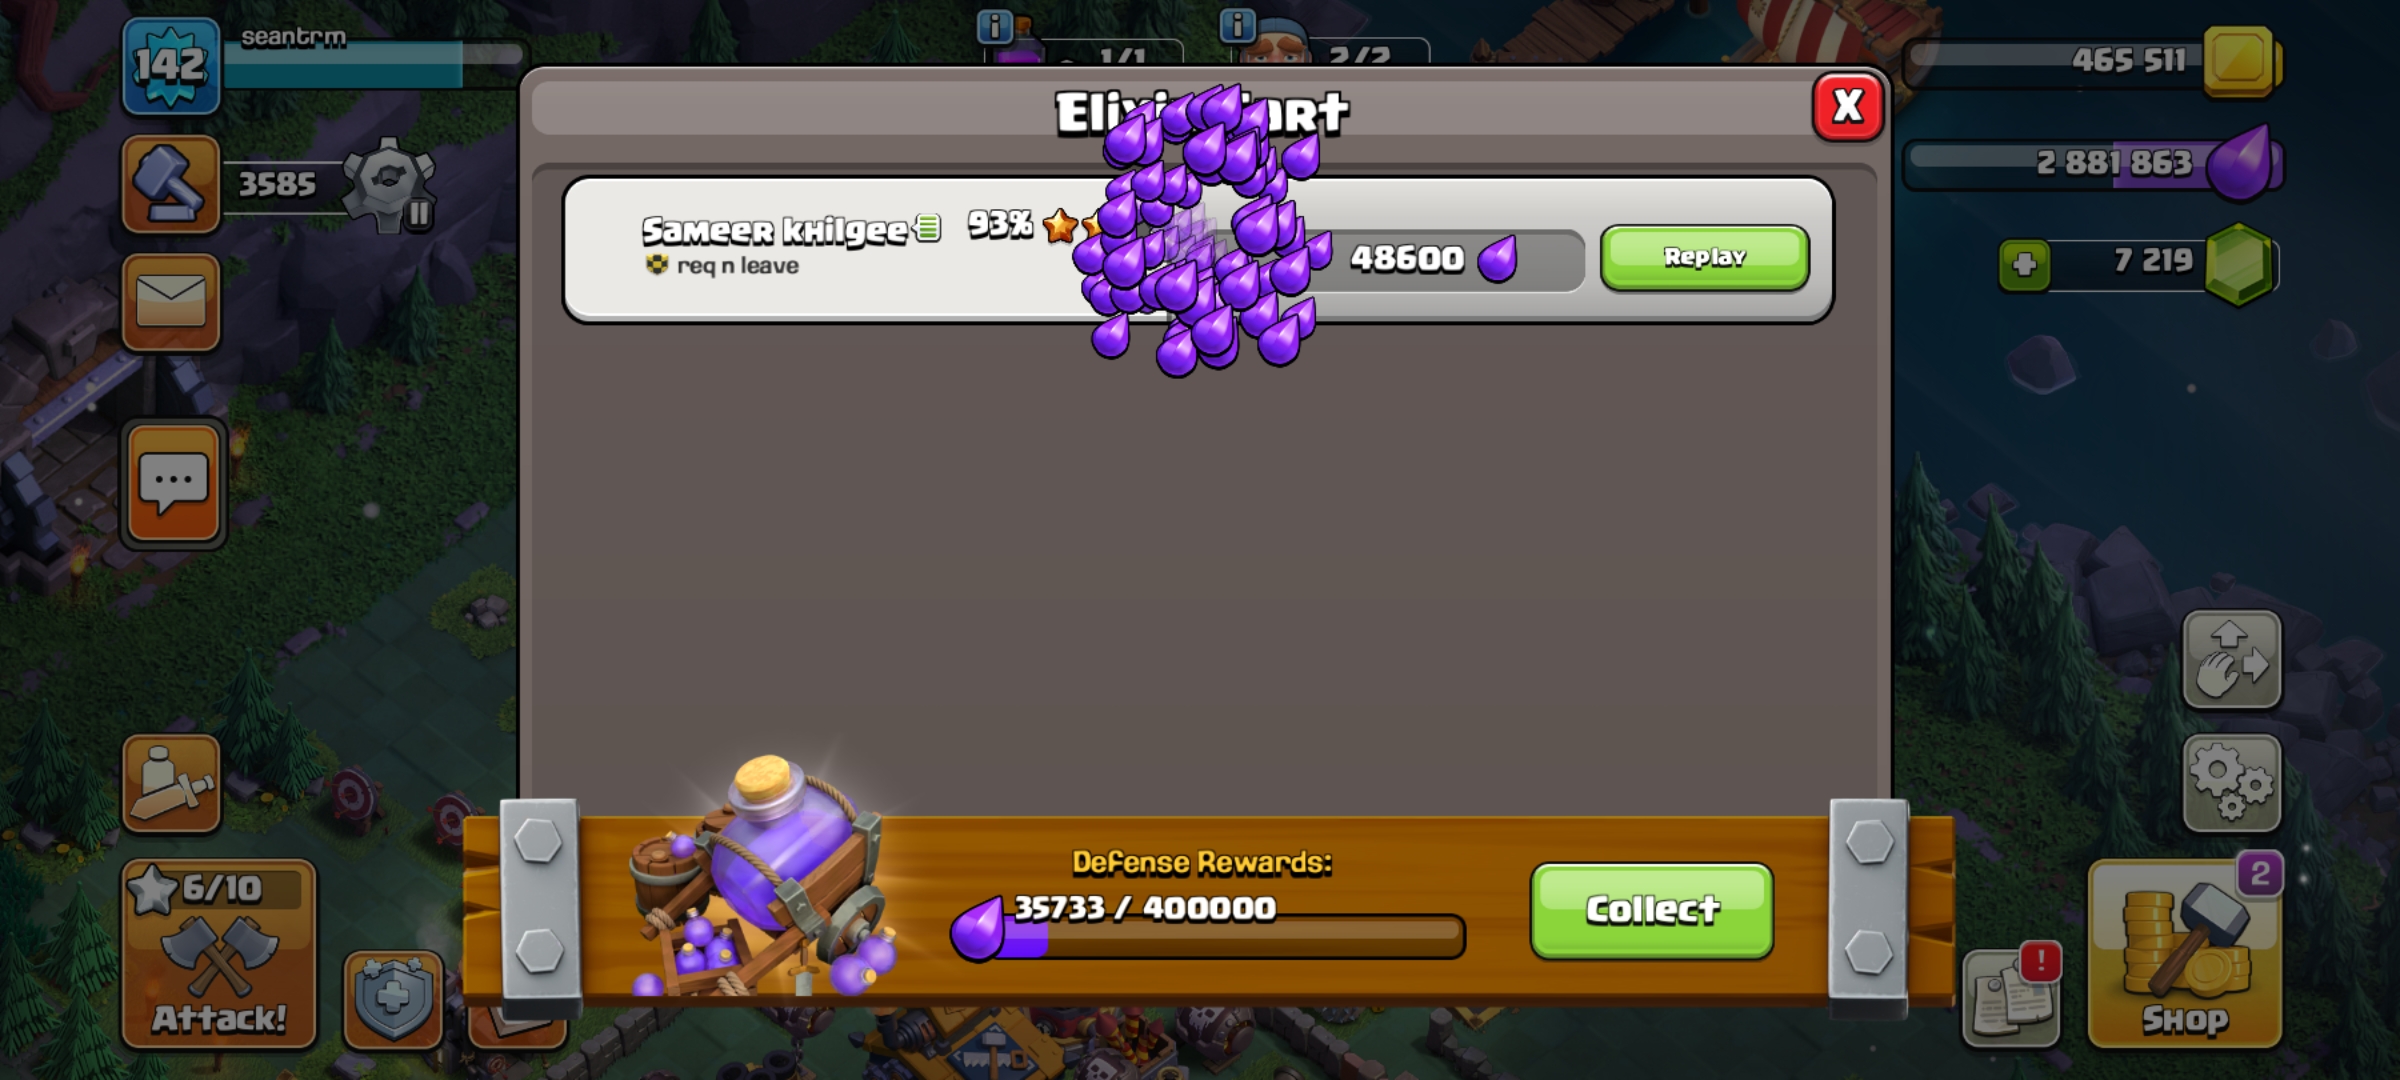 142
seantrm
1/1
2/2
465 511
3585
2 881 863
7 219
X
Sameer khilgee
93%
req n leave
48600
Replay
6/10
Attack!
Defense Rewards:
35733 / 400000
Collect
2
!
Shop